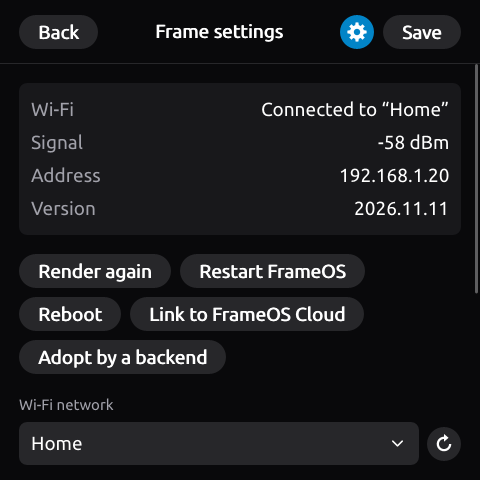 Back Frame settings Save
Wi-Fi Connected to “Home”
Signal -58 dBm
Address 192.168.1.20
Version 2026.11.11
Render again Restart FrameOS
Reboot Link to FrameOS Cloud
Adopt by a backend
Wi-Fi network
Home